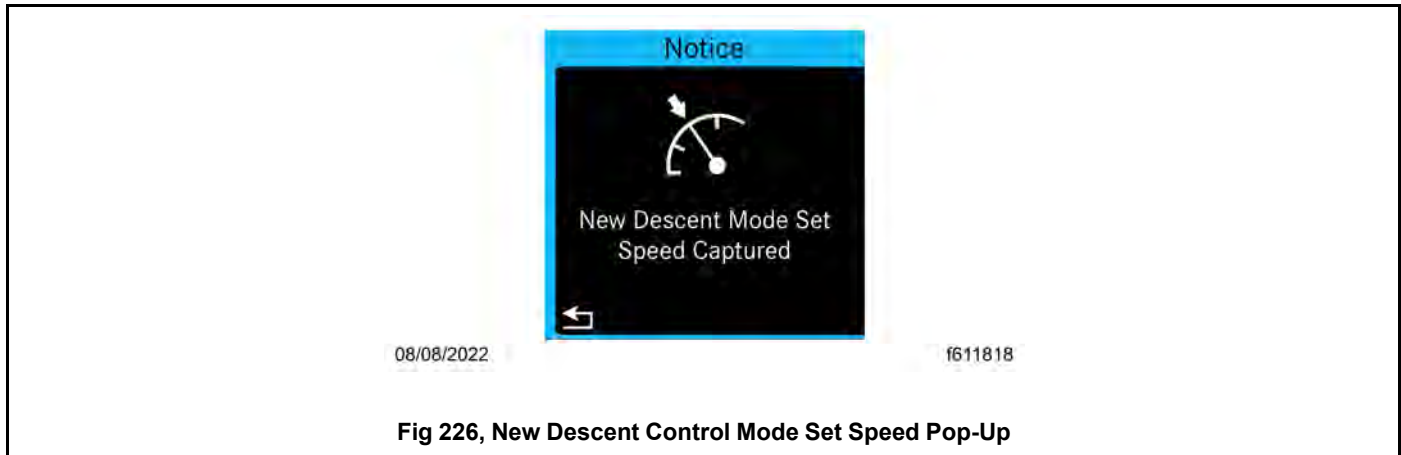 Notice
New Descent Mode Set
Speed Captured
08/08/2022
f611818
Fig 226, New Descent Control Mode Set Speed Pop-Up